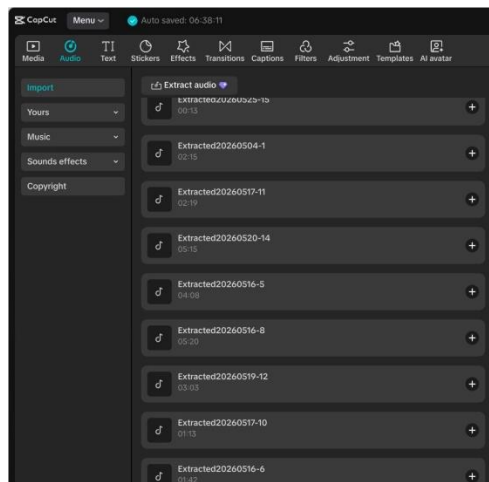 CapCut
Menu
Auto saved: 06:38:11
Media
Audio
TI
Text
Stickers
Effects
Transitions
Captions
Filters
Adjustment
Templates
AI avatar
Import
Yours
Music
Sounds effects
Copyright
Extract audio
Extracted20260525-15
00:13
Extracted20260504-1
02:15
Extracted20260517-11
02:19
Extracted20260520-14
05:13
Extracted20260516-5
04:08
Extracted20260516-8
05:20
Extracted20260519-12
03:03
Extracted20260517-10
01:13
Extracted20260516-6
01:42